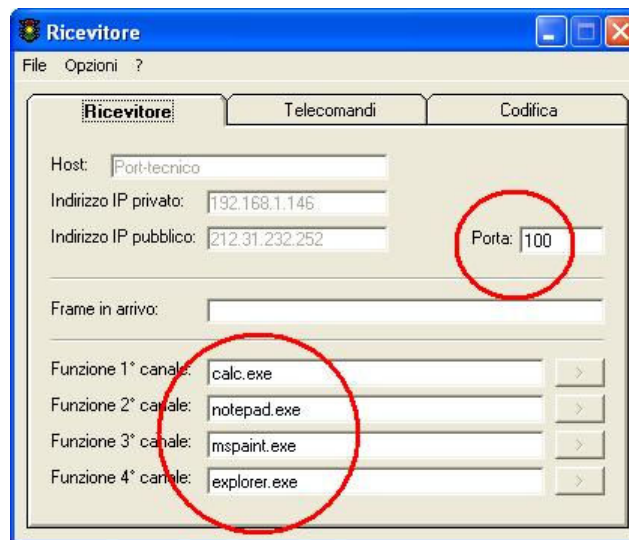 Ricevitore
File Opzioni ?
Ricevitore Telecomandi Codifica
Host: Port-tecnico
Indirizzo IP privato: 192.168.1.146
Indirizzo IP pubblico: 212.31.232.252 Porta: 100
Frame in arrivo:
Funzione 1° canale: calc.exe >
Funzione 2° canale: notepad.exe >
Funzione 3° canale: mspaint.exe >
Funzione 4° canale: explorer.exe >